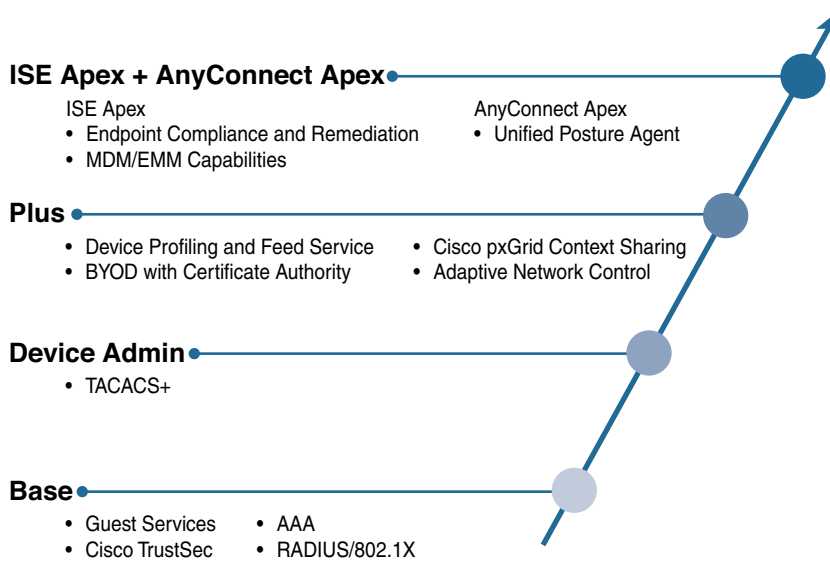 ISE Apex + AnyConnect Apex
ISE Apex
• Endpoint Compliance and Remediation
• MDM/EMM Capabilities
AnyConnect Apex
• Unified Posture Agent
Plus
• Device Profiling and Feed Service
• BYOD with Certificate Authority
• Cisco pxGrid Context Sharing
• Adaptive Network Control
Device Admin
• TACACS+
Base
• Guest Services
• Cisco TrustSec
• AAA
• RADIUS/802.1X